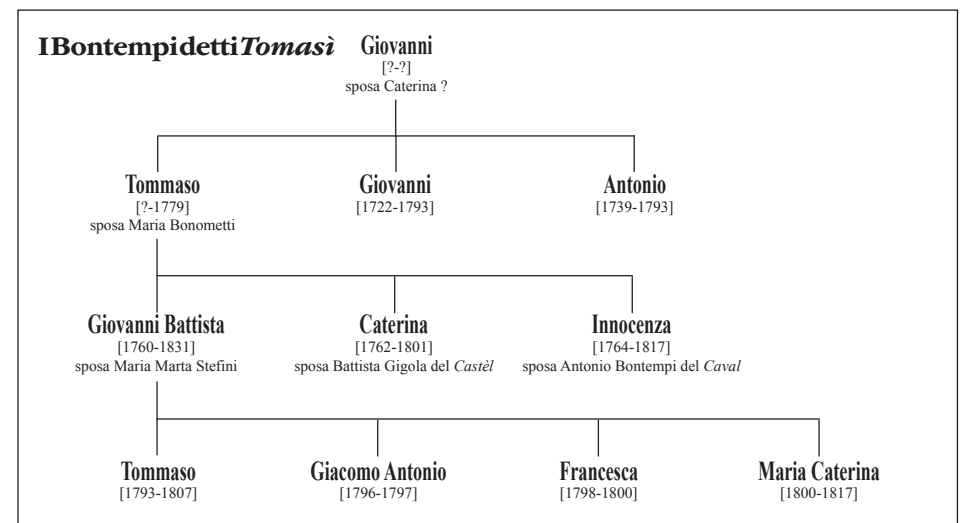 I Bontempi detti Tomasì
Giovanni
[?-?]
sposa Caterina ?
Tommaso
[?-1779]
sposa Maria Bonometti
Giovanni
[1722-1793]
Antonio
[1739-1793]
Giovanni Battista
[1760-1831]
sposa Maria Marta Stefini
Caterina
[1762-1801]
sposa Battista Gigola del Castèl
Innocenza
[1764-1817]
sposa Antonio Bontempi del Caval
Tommaso
[1793-1807]
Giacomo Antonio
[1796-1797]
Francesca
[1798-1800]
Maria Caterina
[1800-1817]